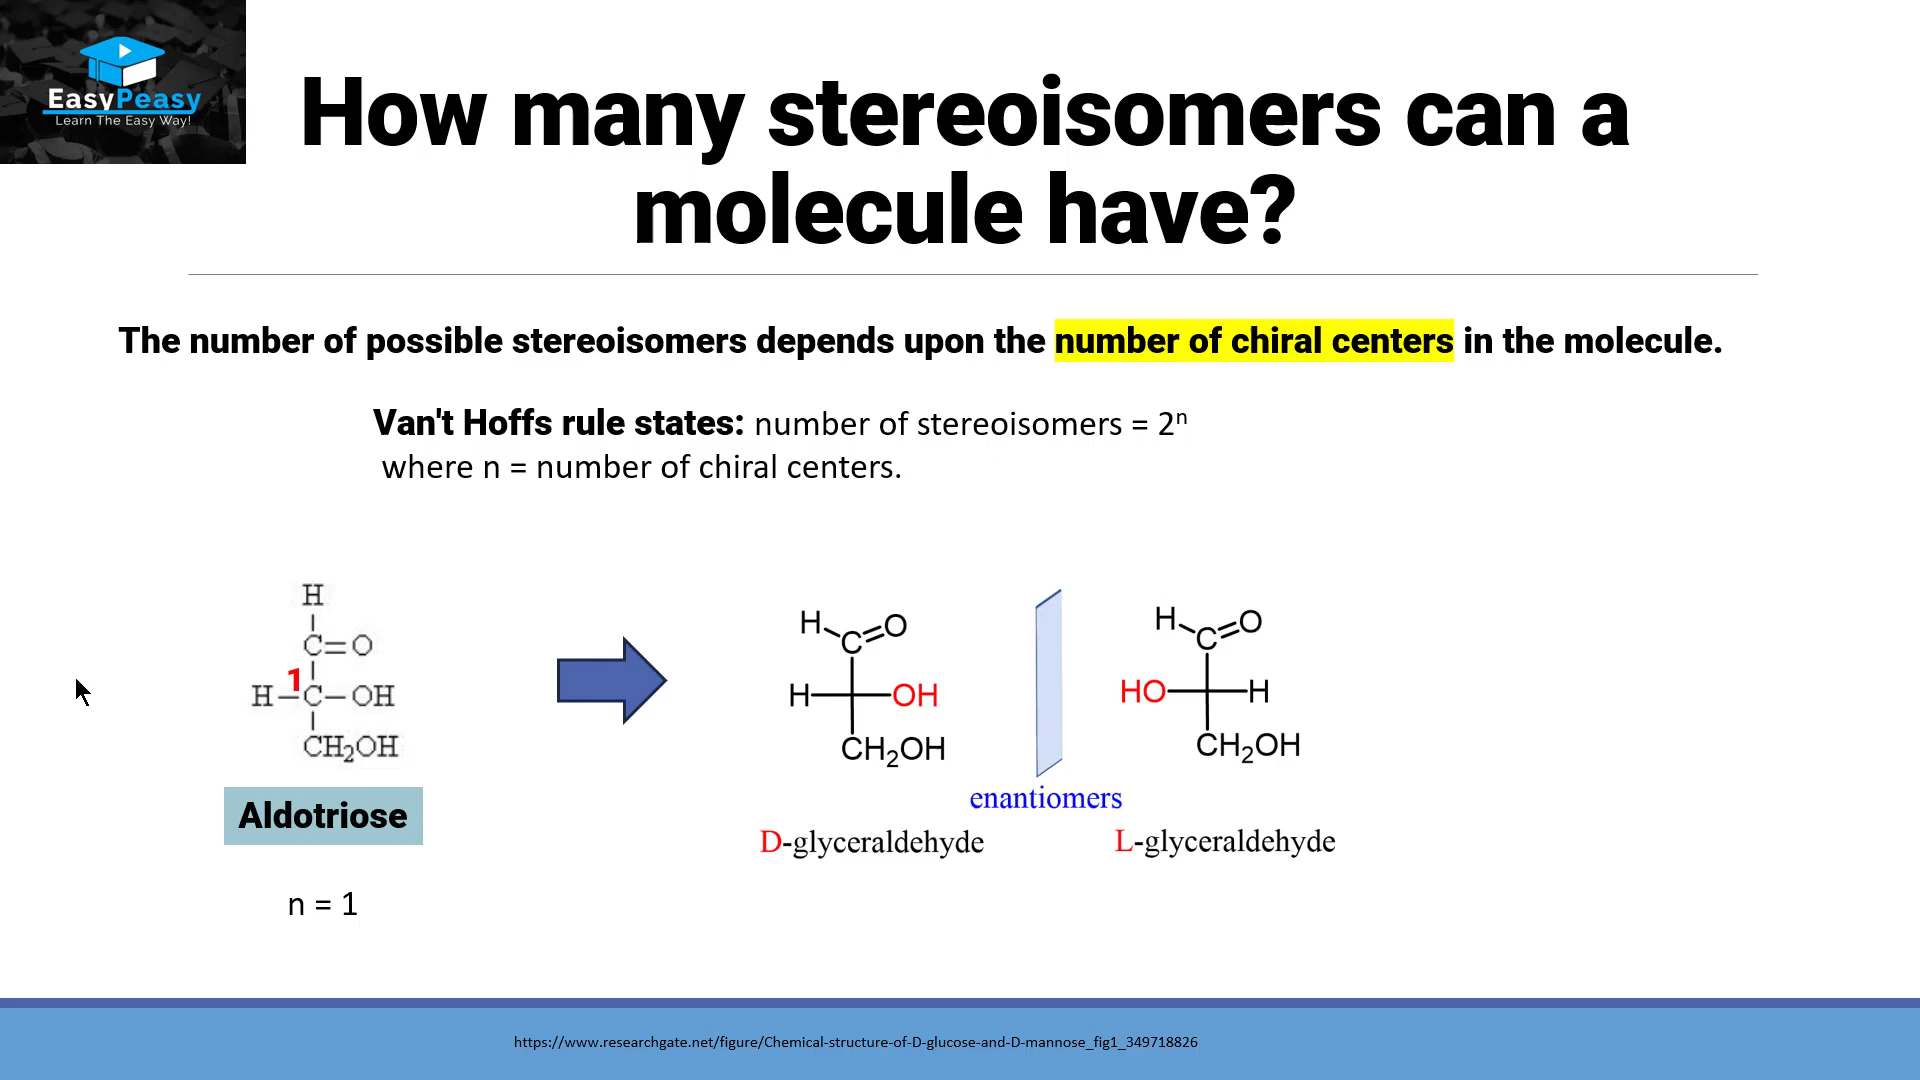 EasyPeasy
Learn The Easy Way!
How many stereoisomers can a
molecule have?
The number of possible stereoisomers depends upon the number of chiral centers in the molecule.
Van't Hoffs rule states: number of stereoisomers = 2ⁿ
where n = number of chiral centers.
H
C=O
1
H–C–OH
CH₂OH
Aldotriose
n = 1
H C=O
H OH
CH₂OH
D-glyceraldehyde
enantiomers
H C=O
HO H
CH₂OH
L-glyceraldehyde
https://www.researchgate.net/figure/Chemical-structure-of-D-glucose-and-D-mannose_fig1_349718826